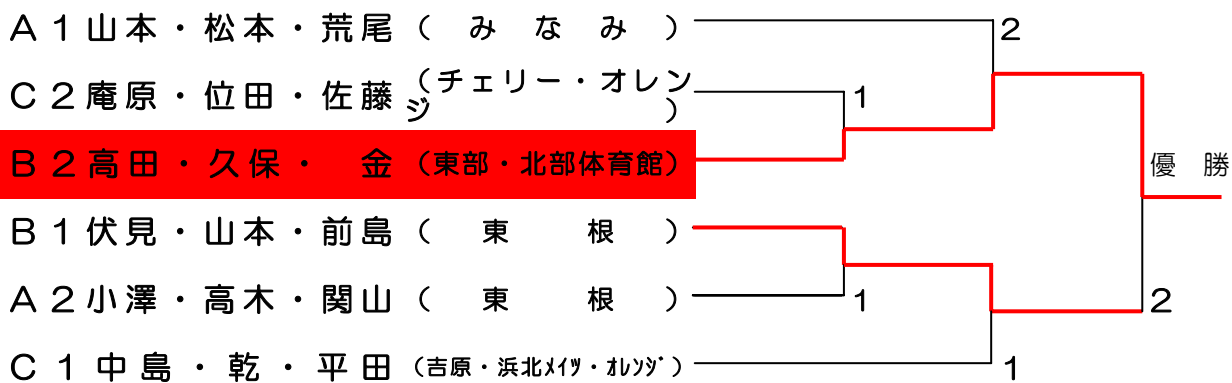 A1山本・松本・荒尾(みなみ)
2
C2庵原・位田・佐藤(チェリー・オレンジ)
1
B2高田・久保・ 金(東部・北部体育館)
優 勝
B1伏見・山本・前島( 東 根 )
A2小澤・高木・関山( 東 根 )
1
2
C1中島・乾・平田(吉原・浜北ﾒｲﾂ・ｵﾚﾝｼﾞ)
1